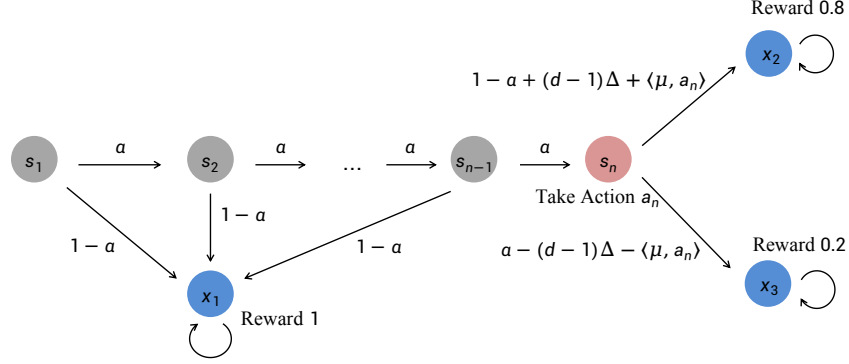 Reward 0.8
x₂
1 − a + (d − 1)Δ + ⟨μ, aₙ⟩
s₁ a s₂ a ... a sₙ₋₁ a sₙ
Take Action aₙ
1 − a 1 − a 1 − a
a − (d − 1)Δ − ⟨μ, aₙ⟩
Reward 0.2
x₃
x₁
Reward 1